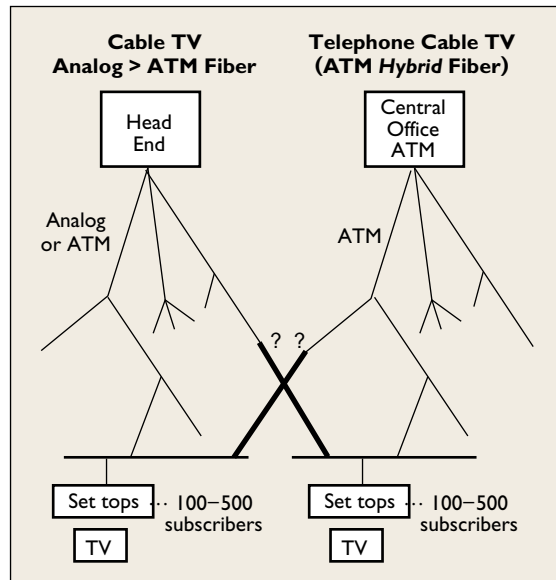 Cable TV
Analog > ATM Fiber
Telephone Cable TV
(ATM Hybrid Fiber)
Head
End
Central
Office
ATM
Analog
or ATM
ATM
? ?
Set tops ... 100–500
subscribers
TV
Set tops ... 100–500
subscribers
TV